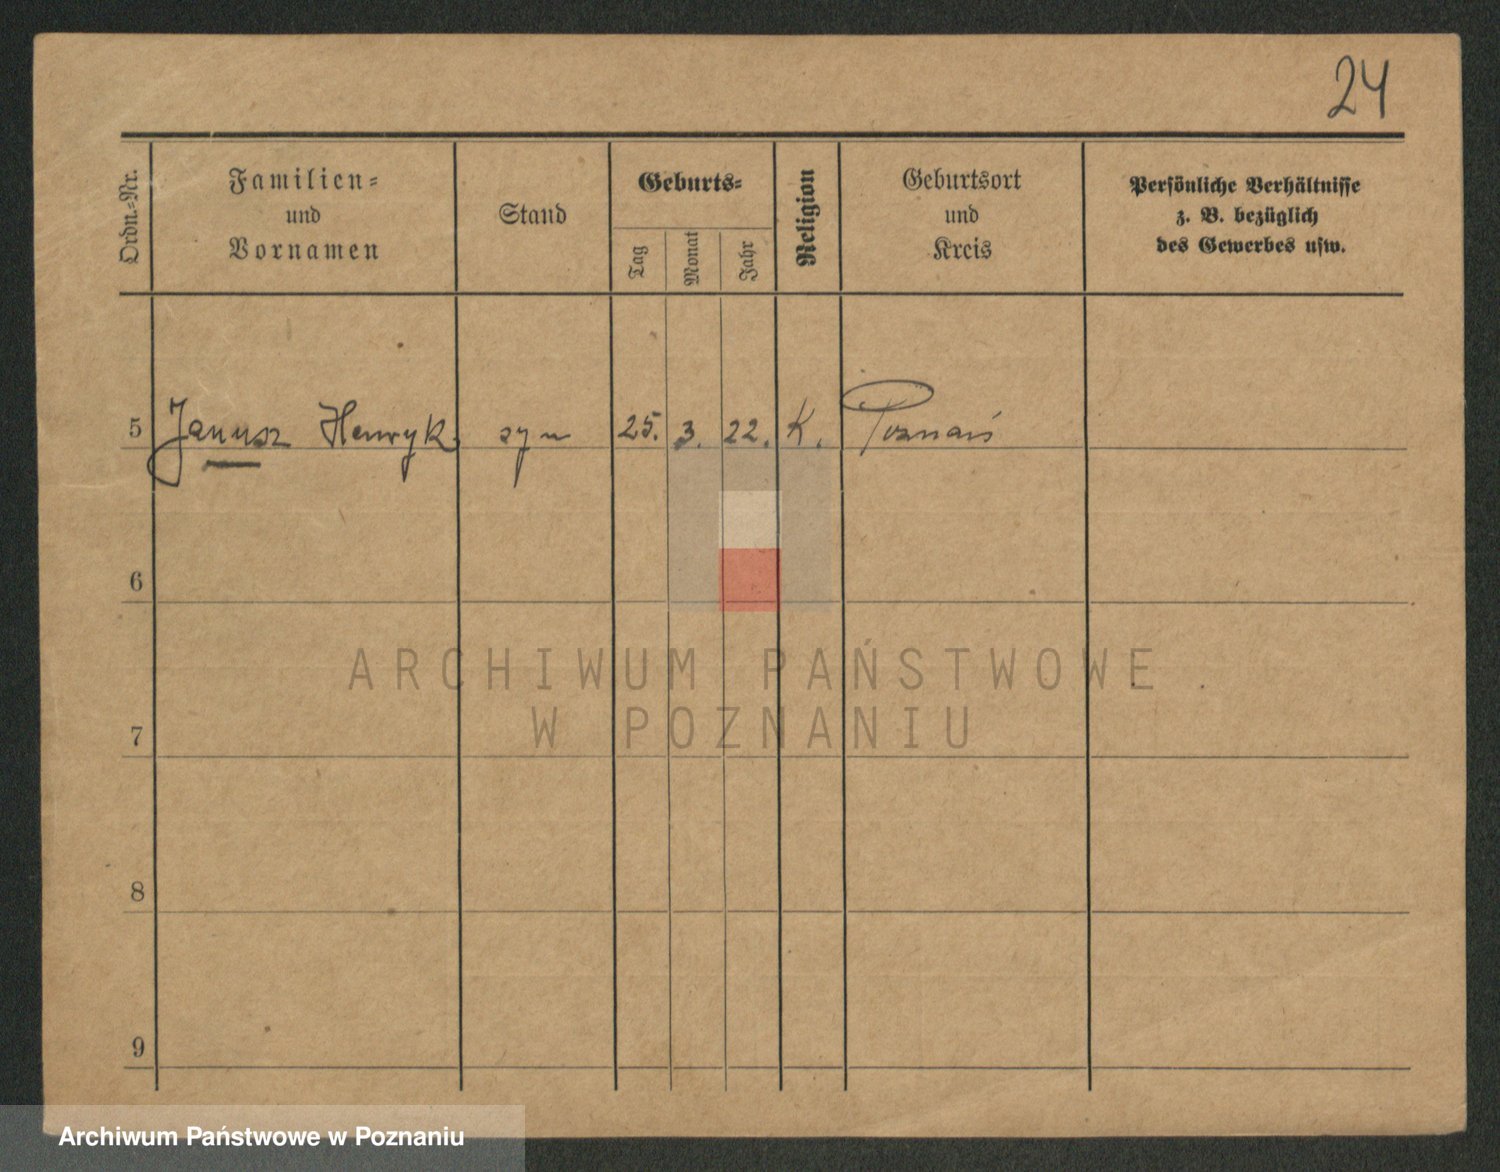 24
Ordn.-Nr.
Familien-
und
Vornamen
Stand
Geburts-
Tag
Monat
Jahr
Religion
Geburtsort
und
Kreis
Persönliche Verhältnisse
z. B. bezüglich
des Gewerbes usw.
5 Janusz Henryk syn 25. 3. 22. K. Poznań
6
ARCHIWUM PAŃSTWOWE
W POZNANIU
7
8
9
Archiwum Państwowe w Poznaniu